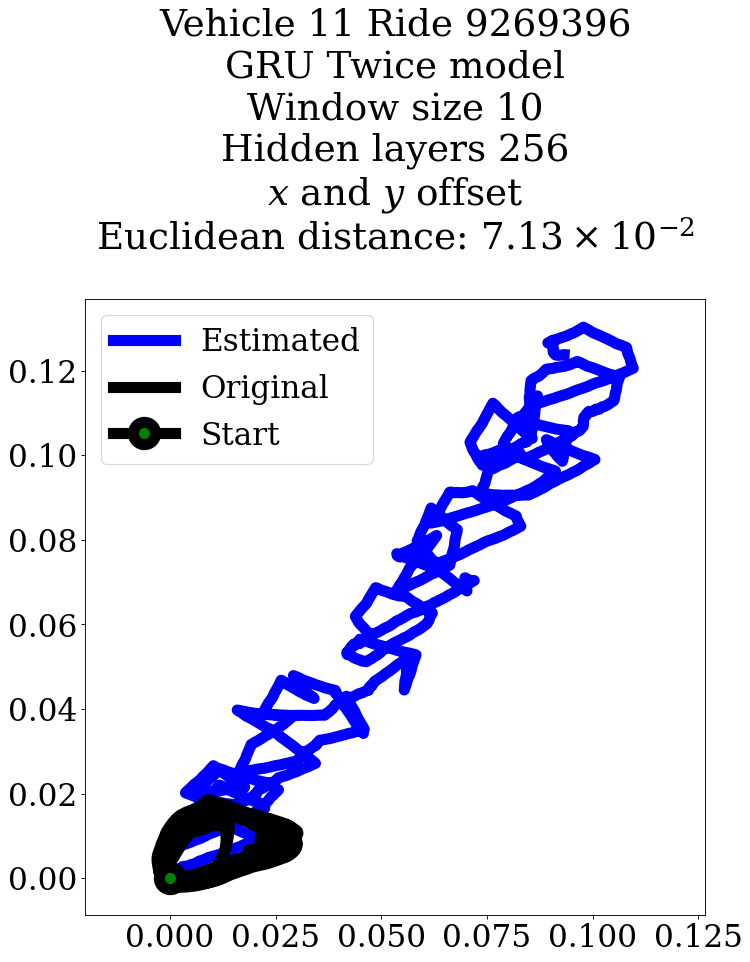 Vehicle 11 Ride 9269396
GRU Twice model
Window size 10
Hidden layers 256
x and y offset
Euclidean distance: 7.13 × 10⁻²
Estimated
Original
Start
0.12
0.10
0.08
0.06
0.04
0.02
0.00
0.000 0.025 0.050 0.075 0.100 0.125